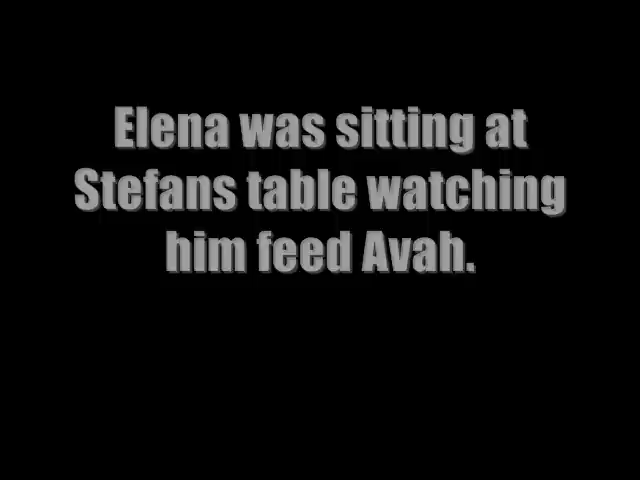 Elena was sitting at
Stefans table watching
him feed Avah.